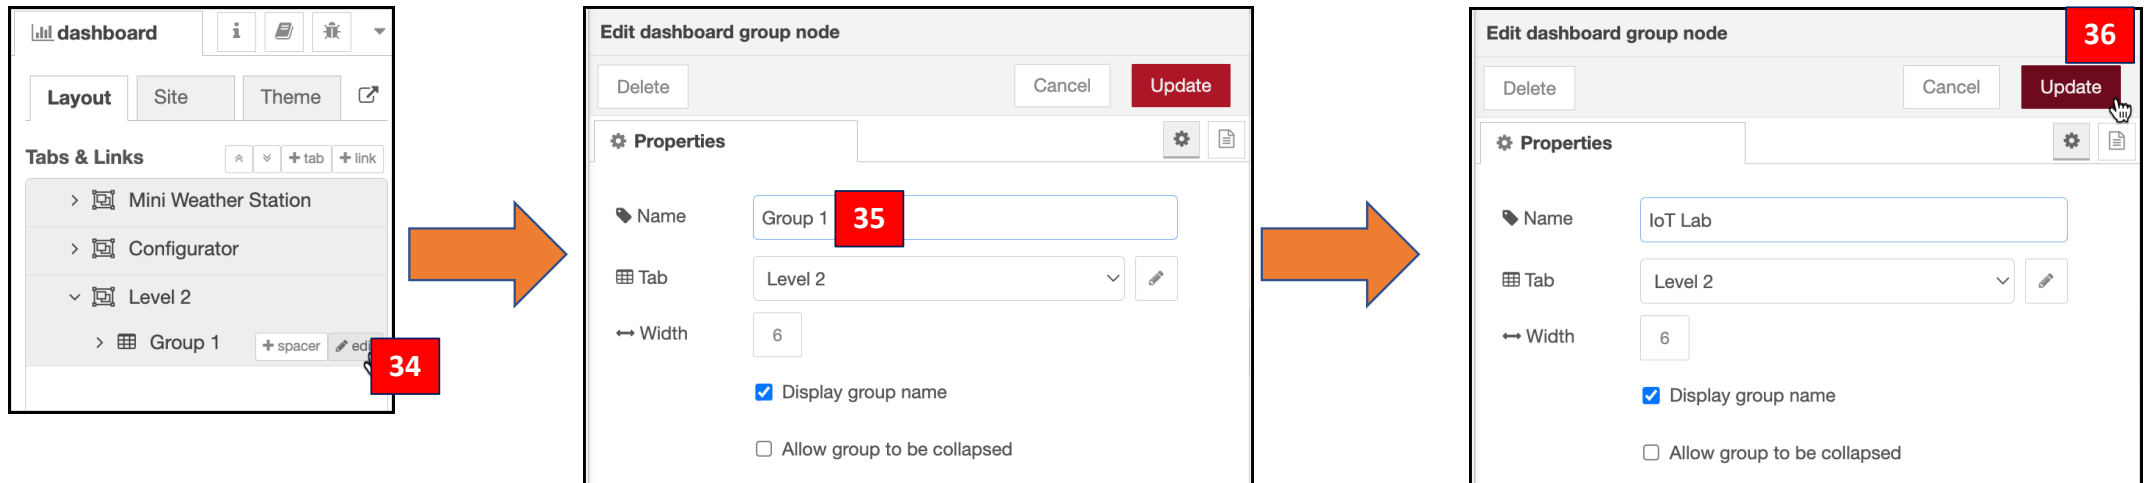 dashboard
Layout Site Theme
Tabs & Links tab link
Mini Weather Station
Configurator
Level 2
Group 1 spacer
34
Edit dashboard group node
Delete Cancel Update
Properties
Name Group 1 35
Tab Level 2
Width 6
Display group name
Allow group to be collapsed
Edit dashboard group node
36
Delete Cancel Update
Properties
Name IoT Lab
Tab Level 2
Width 6
Display group name
Allow group to be collapsed